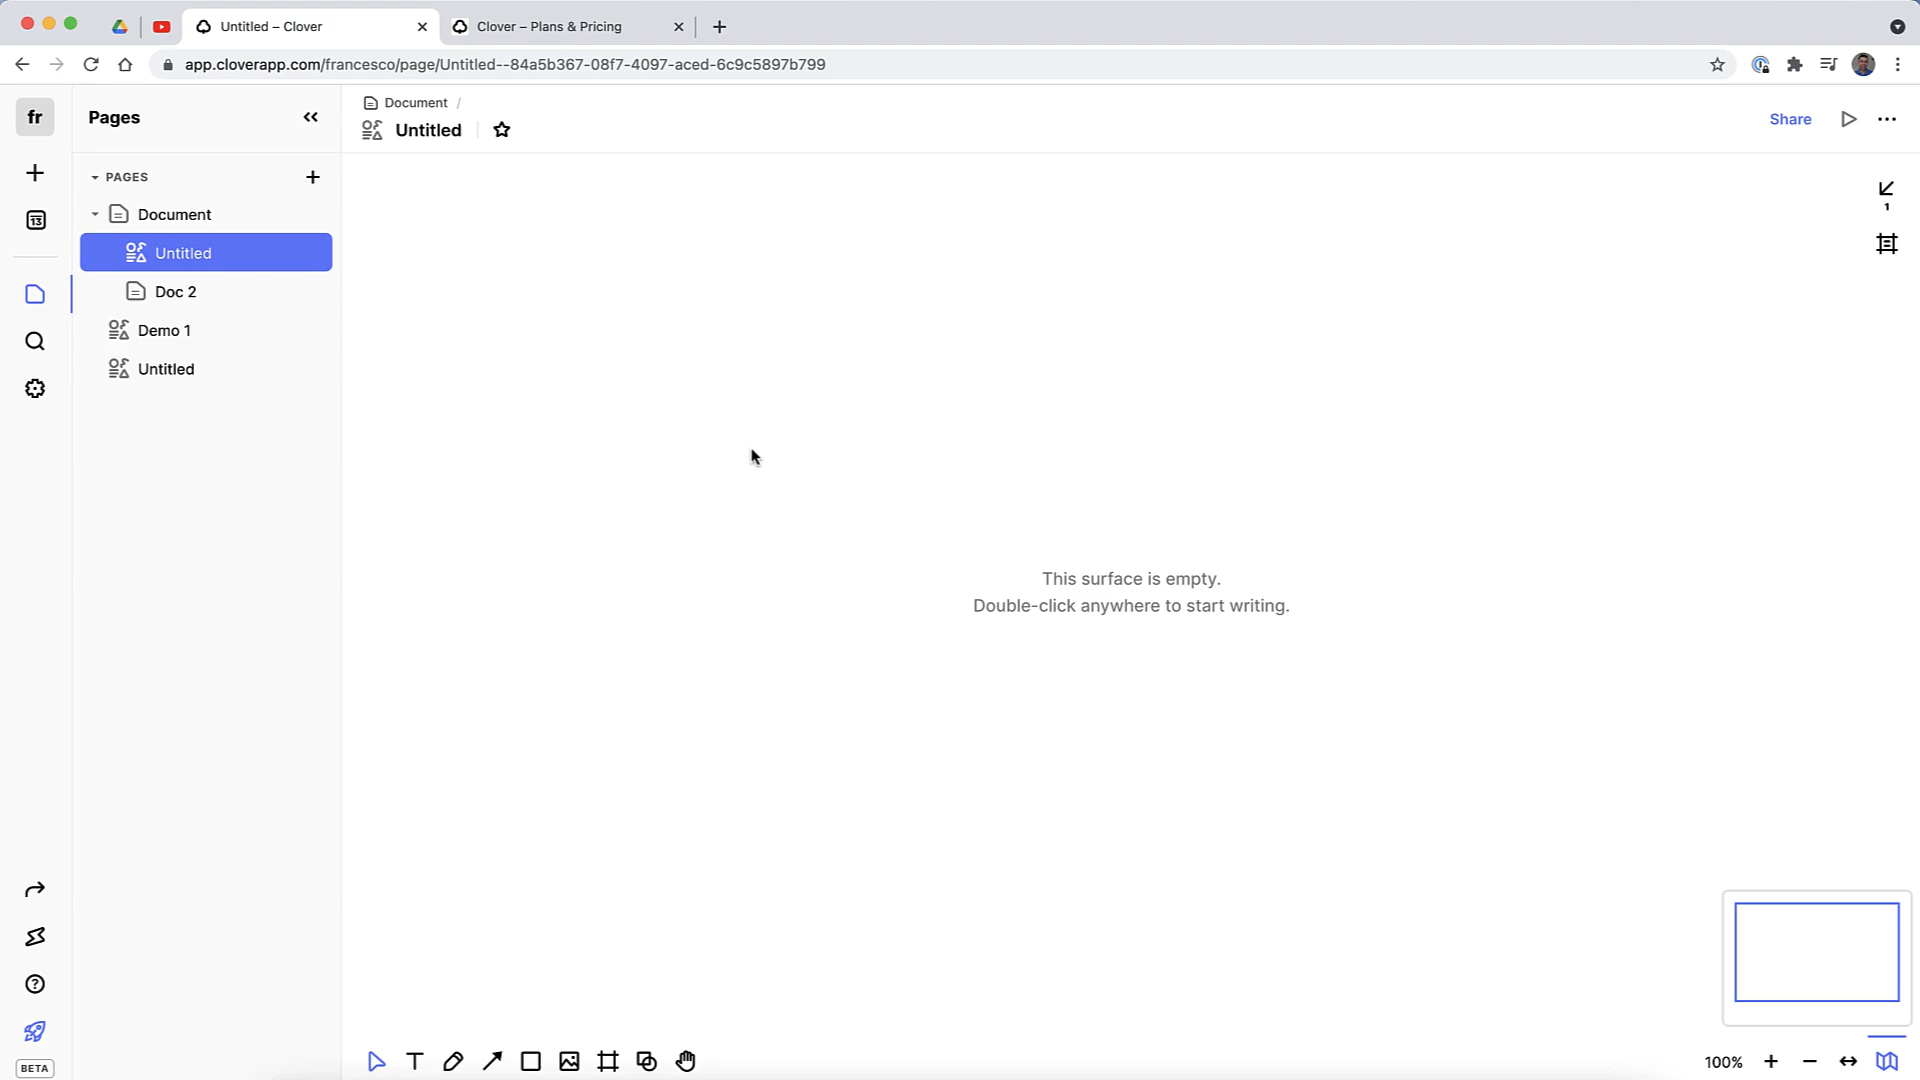 Untitled – Clover
Clover – Plans & Pricing
app.cloverapp.com/francesco/page/Untitled--84a5b367-08f7-4097-aced-6c9c5897b799
fr
Pages
Document /
Untitled
Share
PAGES
13
Document
Untitled
Doc 2
Demo 1
Untitled
1
This surface is empty.
Double-click anywhere to start writing.
BETA
100%